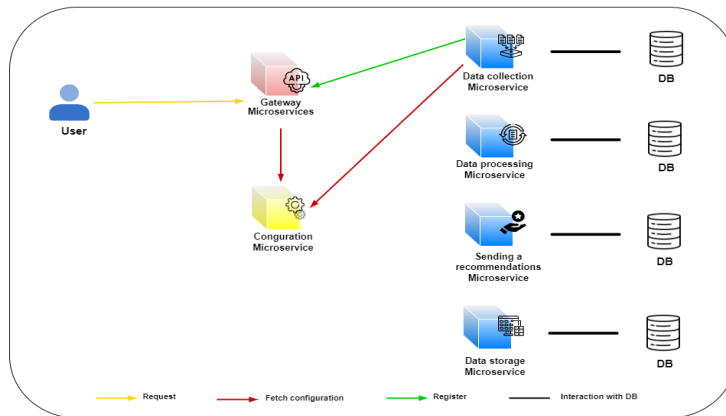 API
Gateway
Microservices
User
Conguration
Microservice
Data collection
Microservice
DB
Data processing
Microservice
DB
Sending a
recommendations
Microservice
DB
Data storage
Microservice
DB
Request
Fetch configuration
Register
Interaction with DB